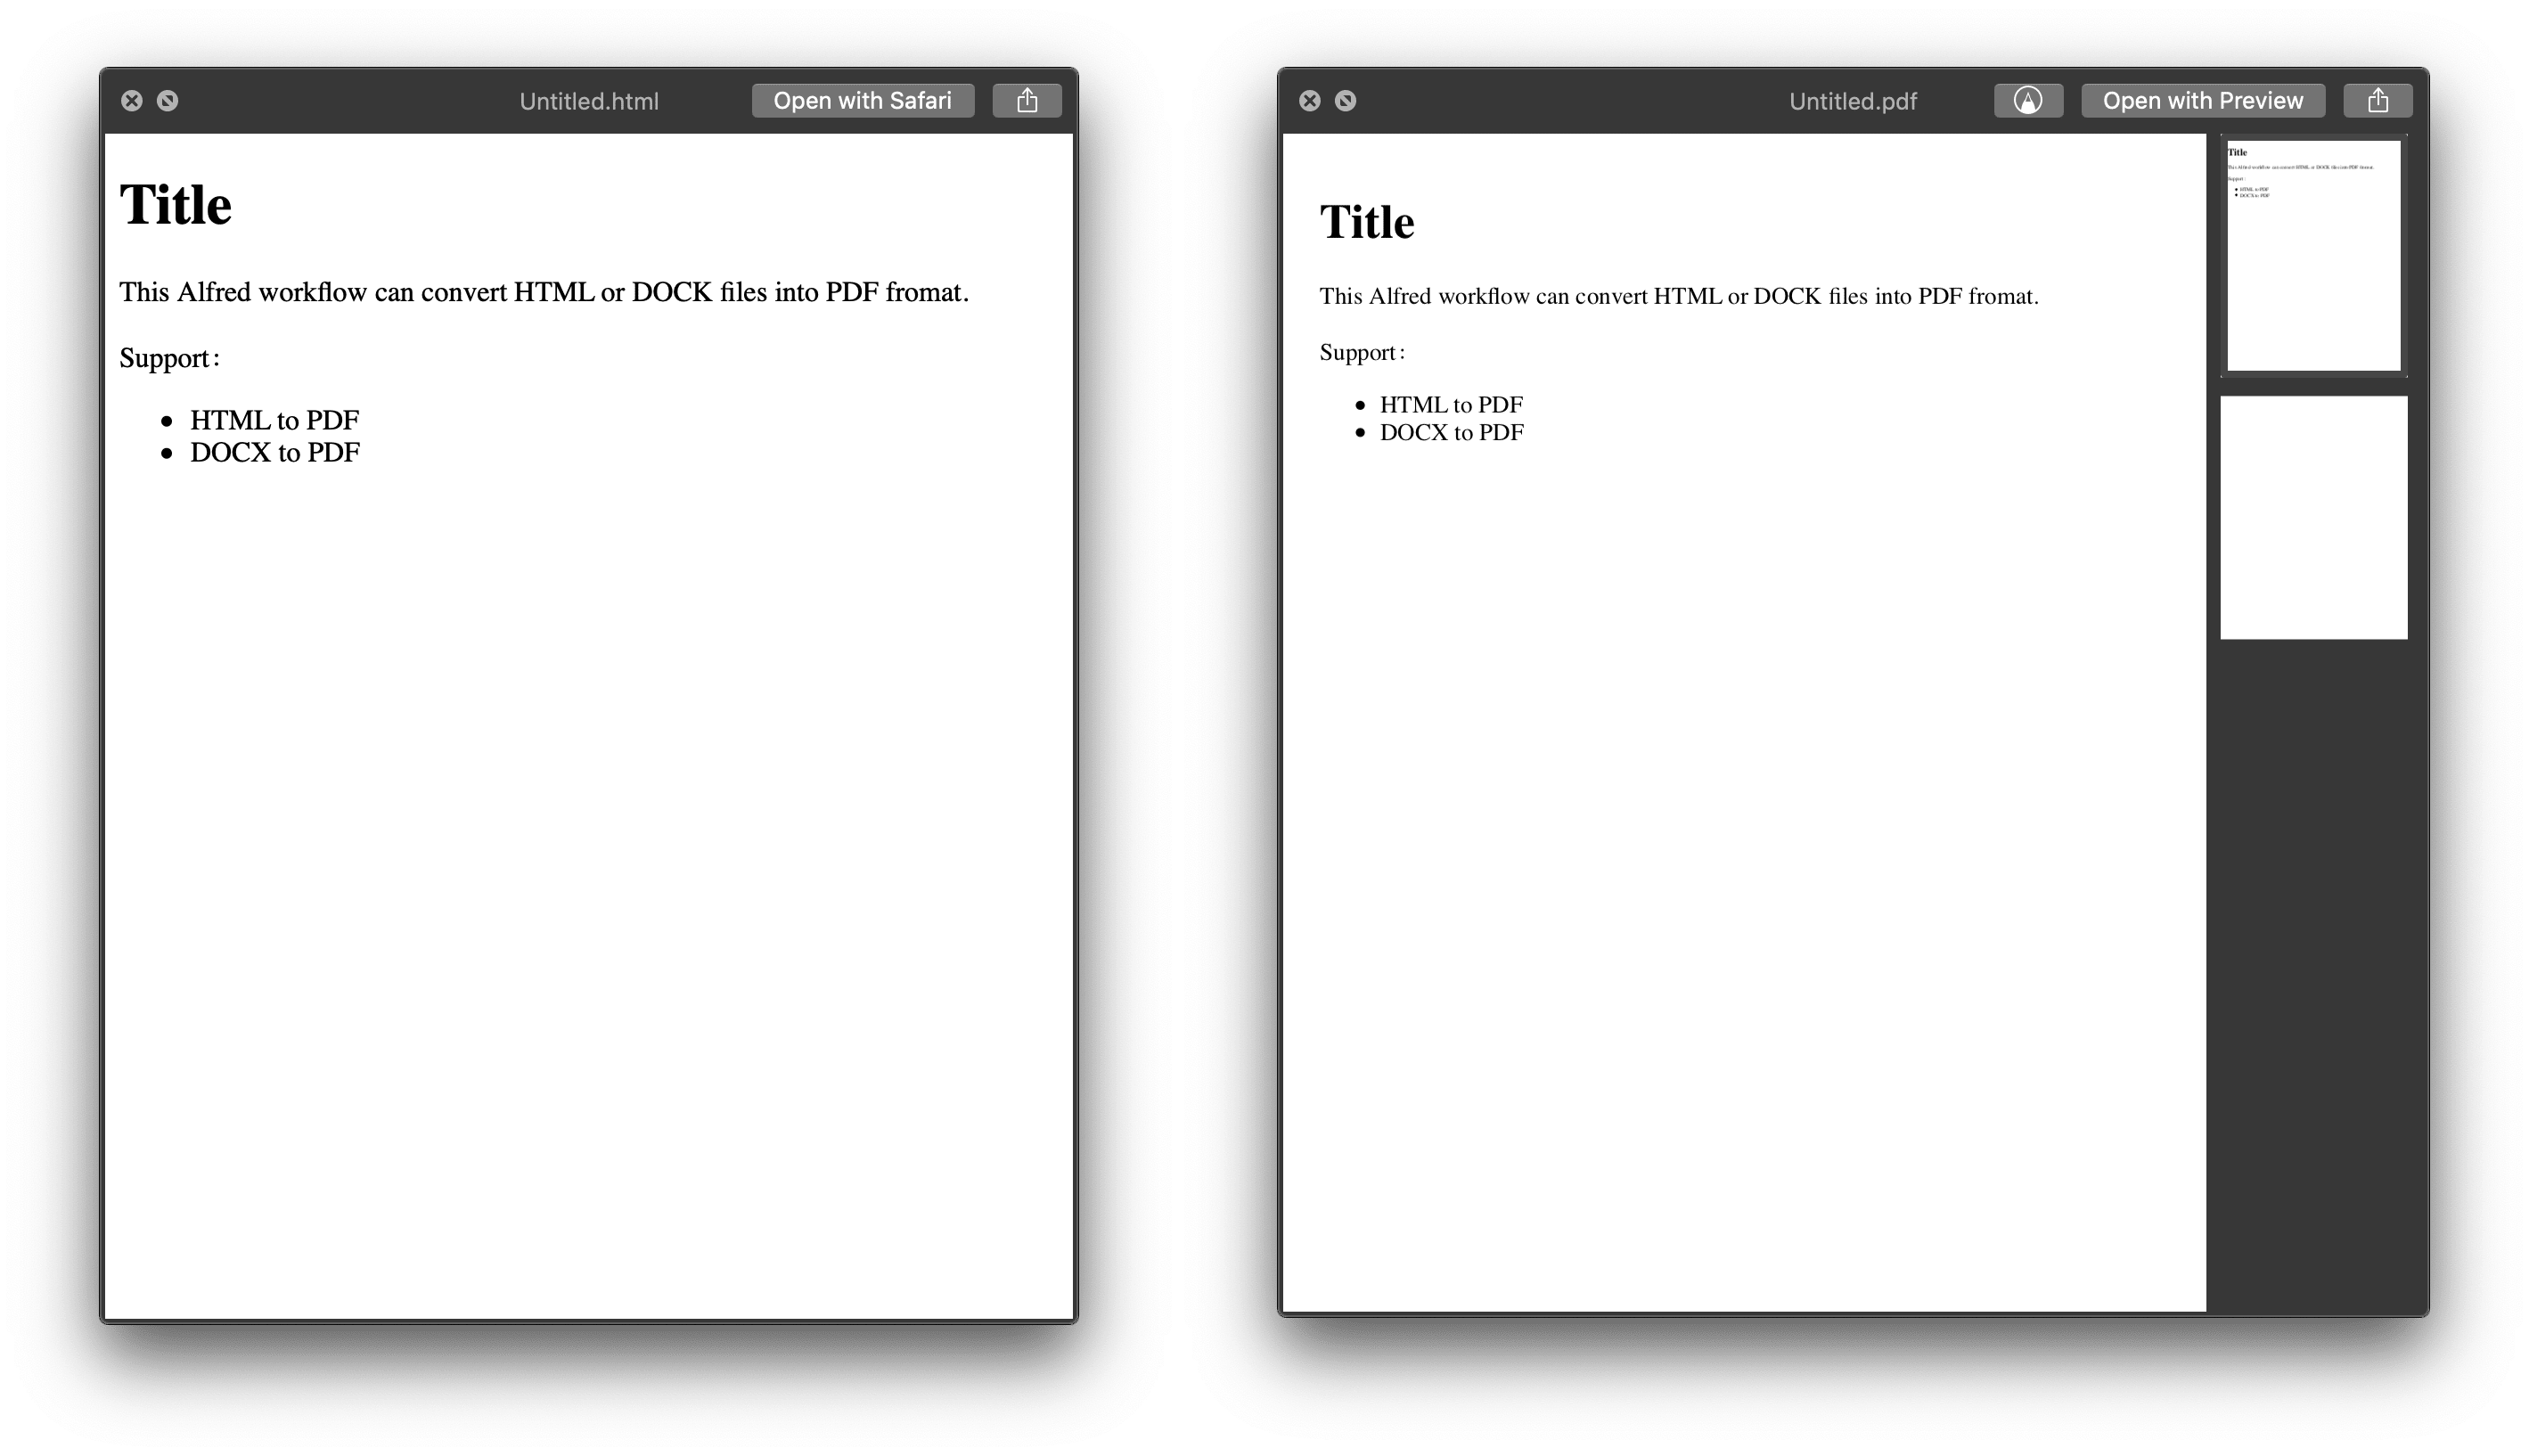 Untitled.html
Open with Safari
Title
This Alfred workflow can convert HTML or DOCK files into PDF fromat.
Support:
HTML to PDF
DOCX to PDF
Untitled.pdf
Open with Preview
Title
This Alfred workflow can convert HTML or DOCK files into PDF fromat.
Support:
HTML to PDF
DOCX to PDF
Title
This Alfred workflow can convert HTML or DOCK files into PDF fromat.
Support:
HTML to PDF
DOCX to PDF